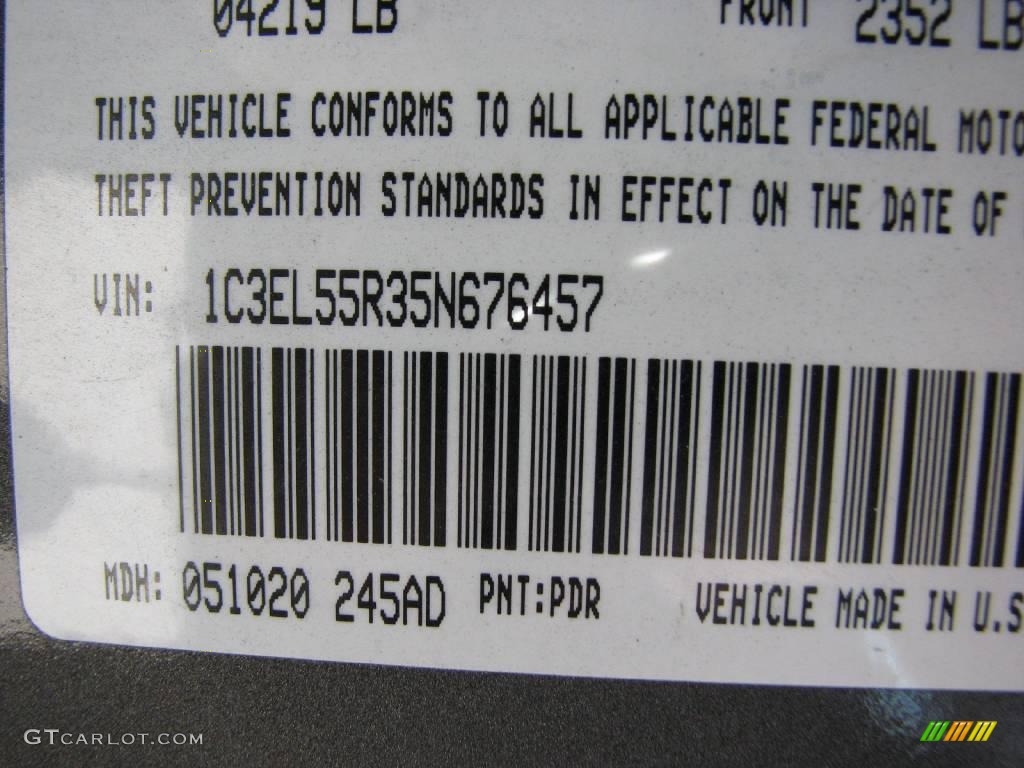 04219 LB FRONT 2352 LB
THIS VEHICLE CONFORMS TO ALL APPLICABLE FEDERAL MOTO
THEFT PREVENTION STANDARDS IN EFFECT ON THE DATE OF
VIN: 1C3EL55R35N676457
MDH: 051020 245AD PNT:PDR VEHICLE MADE IN U.S
GTCARLOT.COM